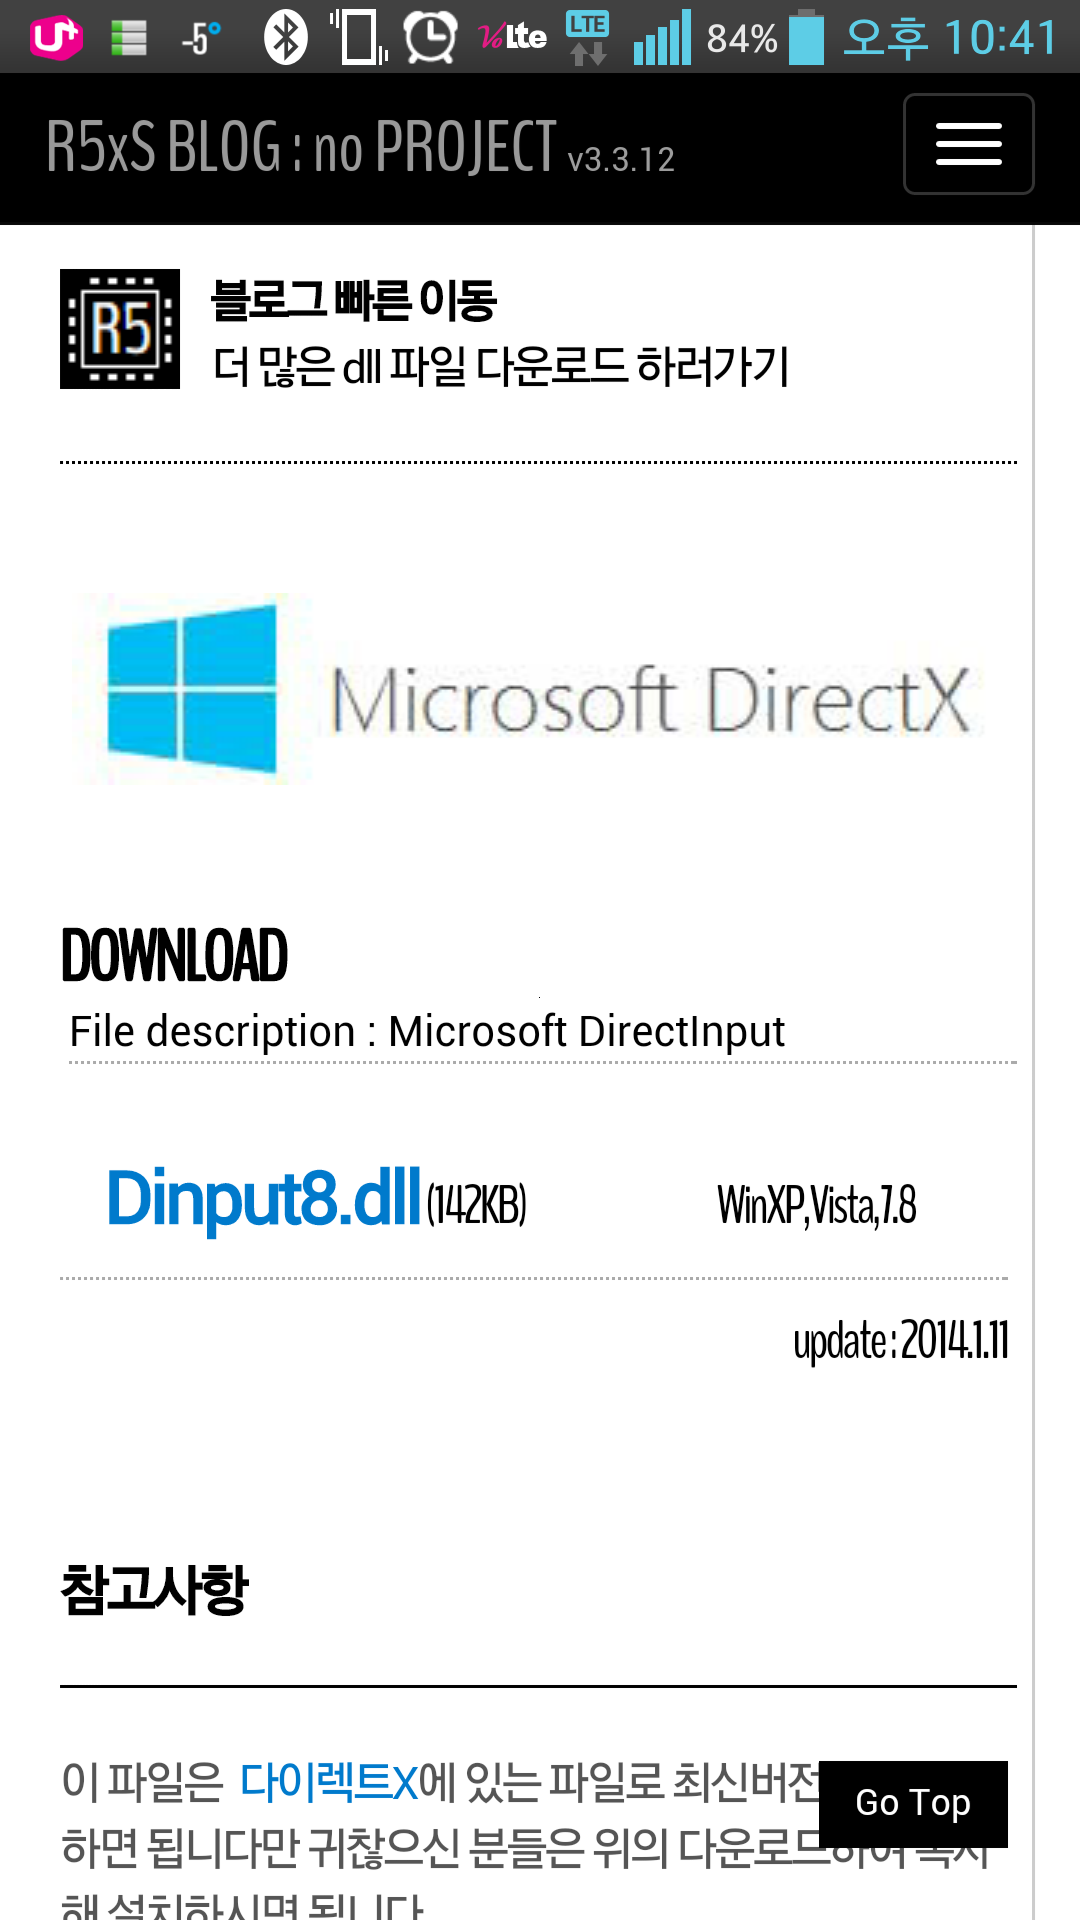 U+ -5° VoLte LTE 84% 오후 10:41
R5xS BLOG : no PROJECT v3.3.12
R5
블로그 빠른 이동
더 많은 dll 파일 다운로드 하러가기
Microsoft DirectX
DOWNLOAD
File description : Microsoft DirectInput
Dinput8.dll (142KB) WinXP,Vista,7.8
update : 2014.1.11
참고사항
이 파일은 다이렉트X에 있는 파일로 최신버전
Go Top
하면 됩니다만 귀찮으신 분들은 위의 다운로드하여 복사
해 설치하시면 됩니다